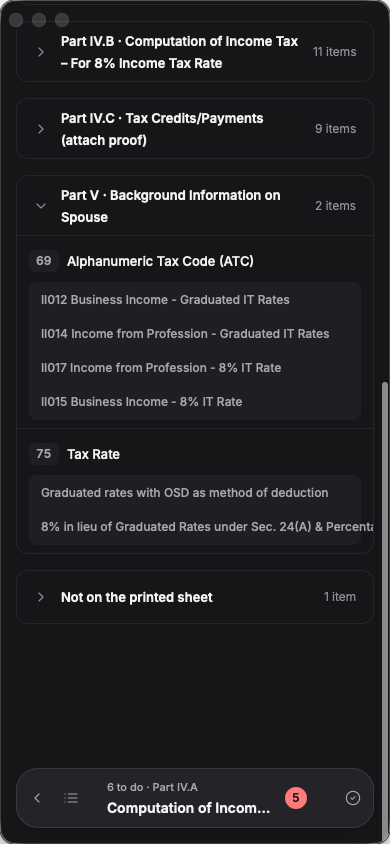 Part IV.B · Computation of Income Tax
– For 8% Income Tax Rate
11 items
Part IV.C · Tax Credits/Payments
(attach proof)
9 items
Part V · Background Information on
Spouse
2 items
69 Alphanumeric Tax Code (ATC)
II012 Business Income - Graduated IT Rates
II014 Income from Profession - Graduated IT Rates
II017 Income from Profession - 8% IT Rate
II015 Business Income - 8% IT Rate
75 Tax Rate
Graduated rates with OSD as method of deduction
8% in lieu of Graduated Rates under Sec. 24(A) & Percenta
Not on the printed sheet
1 item
6 to do · Part IV.A
Computation of Incom...
5